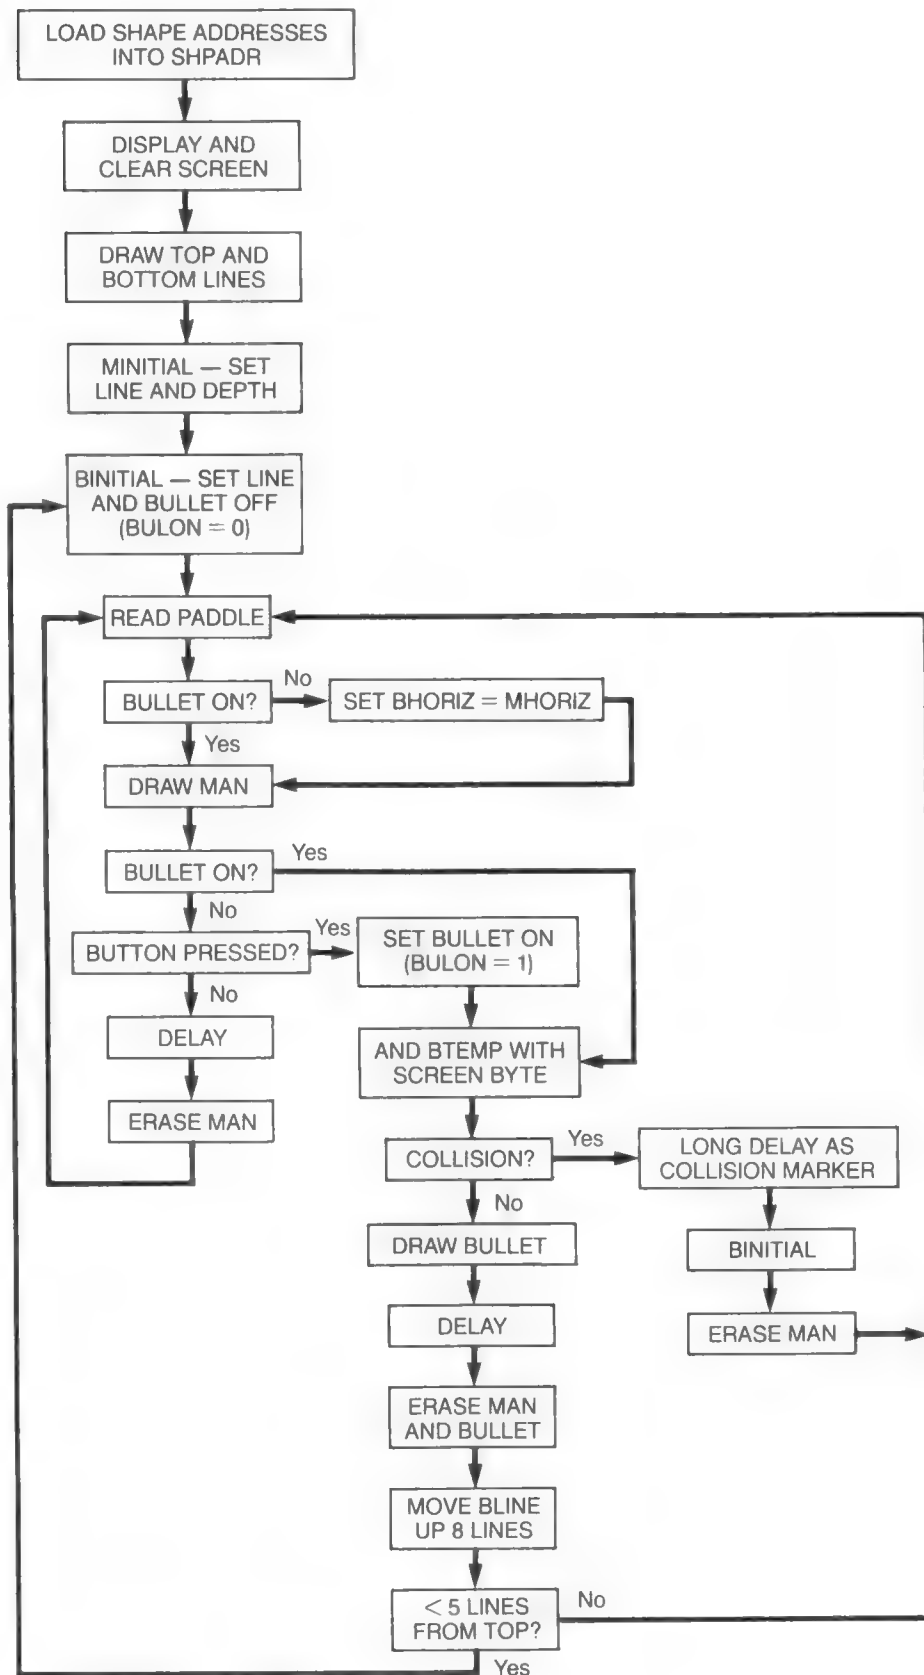 LOAD SHAPE ADDRESSES
INTO SHPADR
DISPLAY AND
CLEAR SCREEN
DRAW TOP AND
BOTTOM LINES
MINITIAL — SET
LINE AND DEPTH
BINITIAL — SET LINE
AND BULLET OFF
(BULON = 0)
READ PADDLE
BULLET ON?
No
SET BHORIZ = MHORIZ
Yes
DRAW MAN
BULLET ON?
Yes
No
BUTTON PRESSED?
Yes
SET BULLET ON
(BULON = 1)
No
DELAY
AND BTEMP WITH
SCREEN BYTE
ERASE MAN
COLLISION?
Yes
LONG DELAY AS
COLLISION MARKER
No
DRAW BULLET
BINITIAL
DELAY
ERASE MAN
ERASE MAN
AND BULLET
MOVE BLINE
UP 8 LINES
< 5 LINES
FROM TOP?
No
Yes